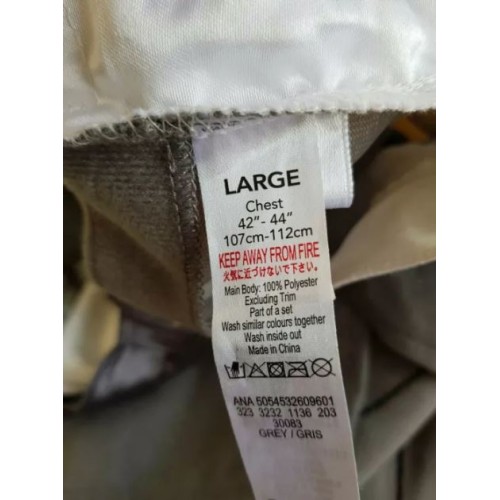 LARGE
Chest
42"- 44"
107cm-112cm
KEEP AWAY FROM FIRE
火気に近づけないで下さい。
Main Body: 100% Polyester
Excluding Trim
Part of a set
Wash similar colours together
Wash inside out
Made in China
ANA 5054532609601
323 3232 1136 203
30083
GREY / GRIS